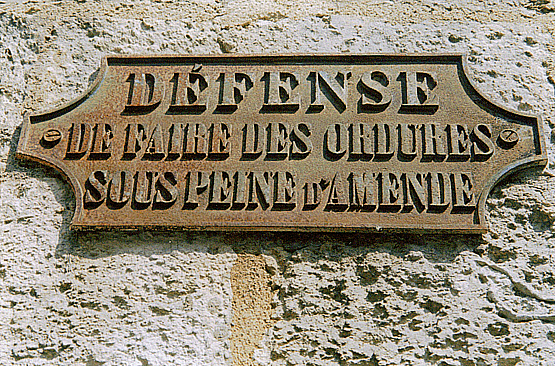 DÉFENSE
DE FAIRE DES ORDURES
SOUS PEINE D'AMENDE